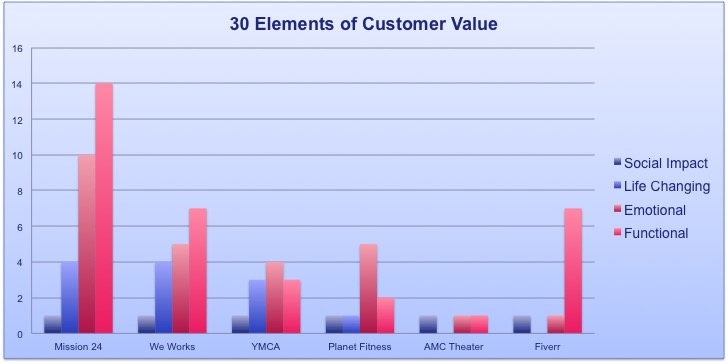 30 Elements of Customer Value
16
14
12
10
8
6
4
2
0
Mission 24 We Works YMCA Planet Fitness AMC Theater Fiverr
Social Impact
Life Changing
Emotional
Functional